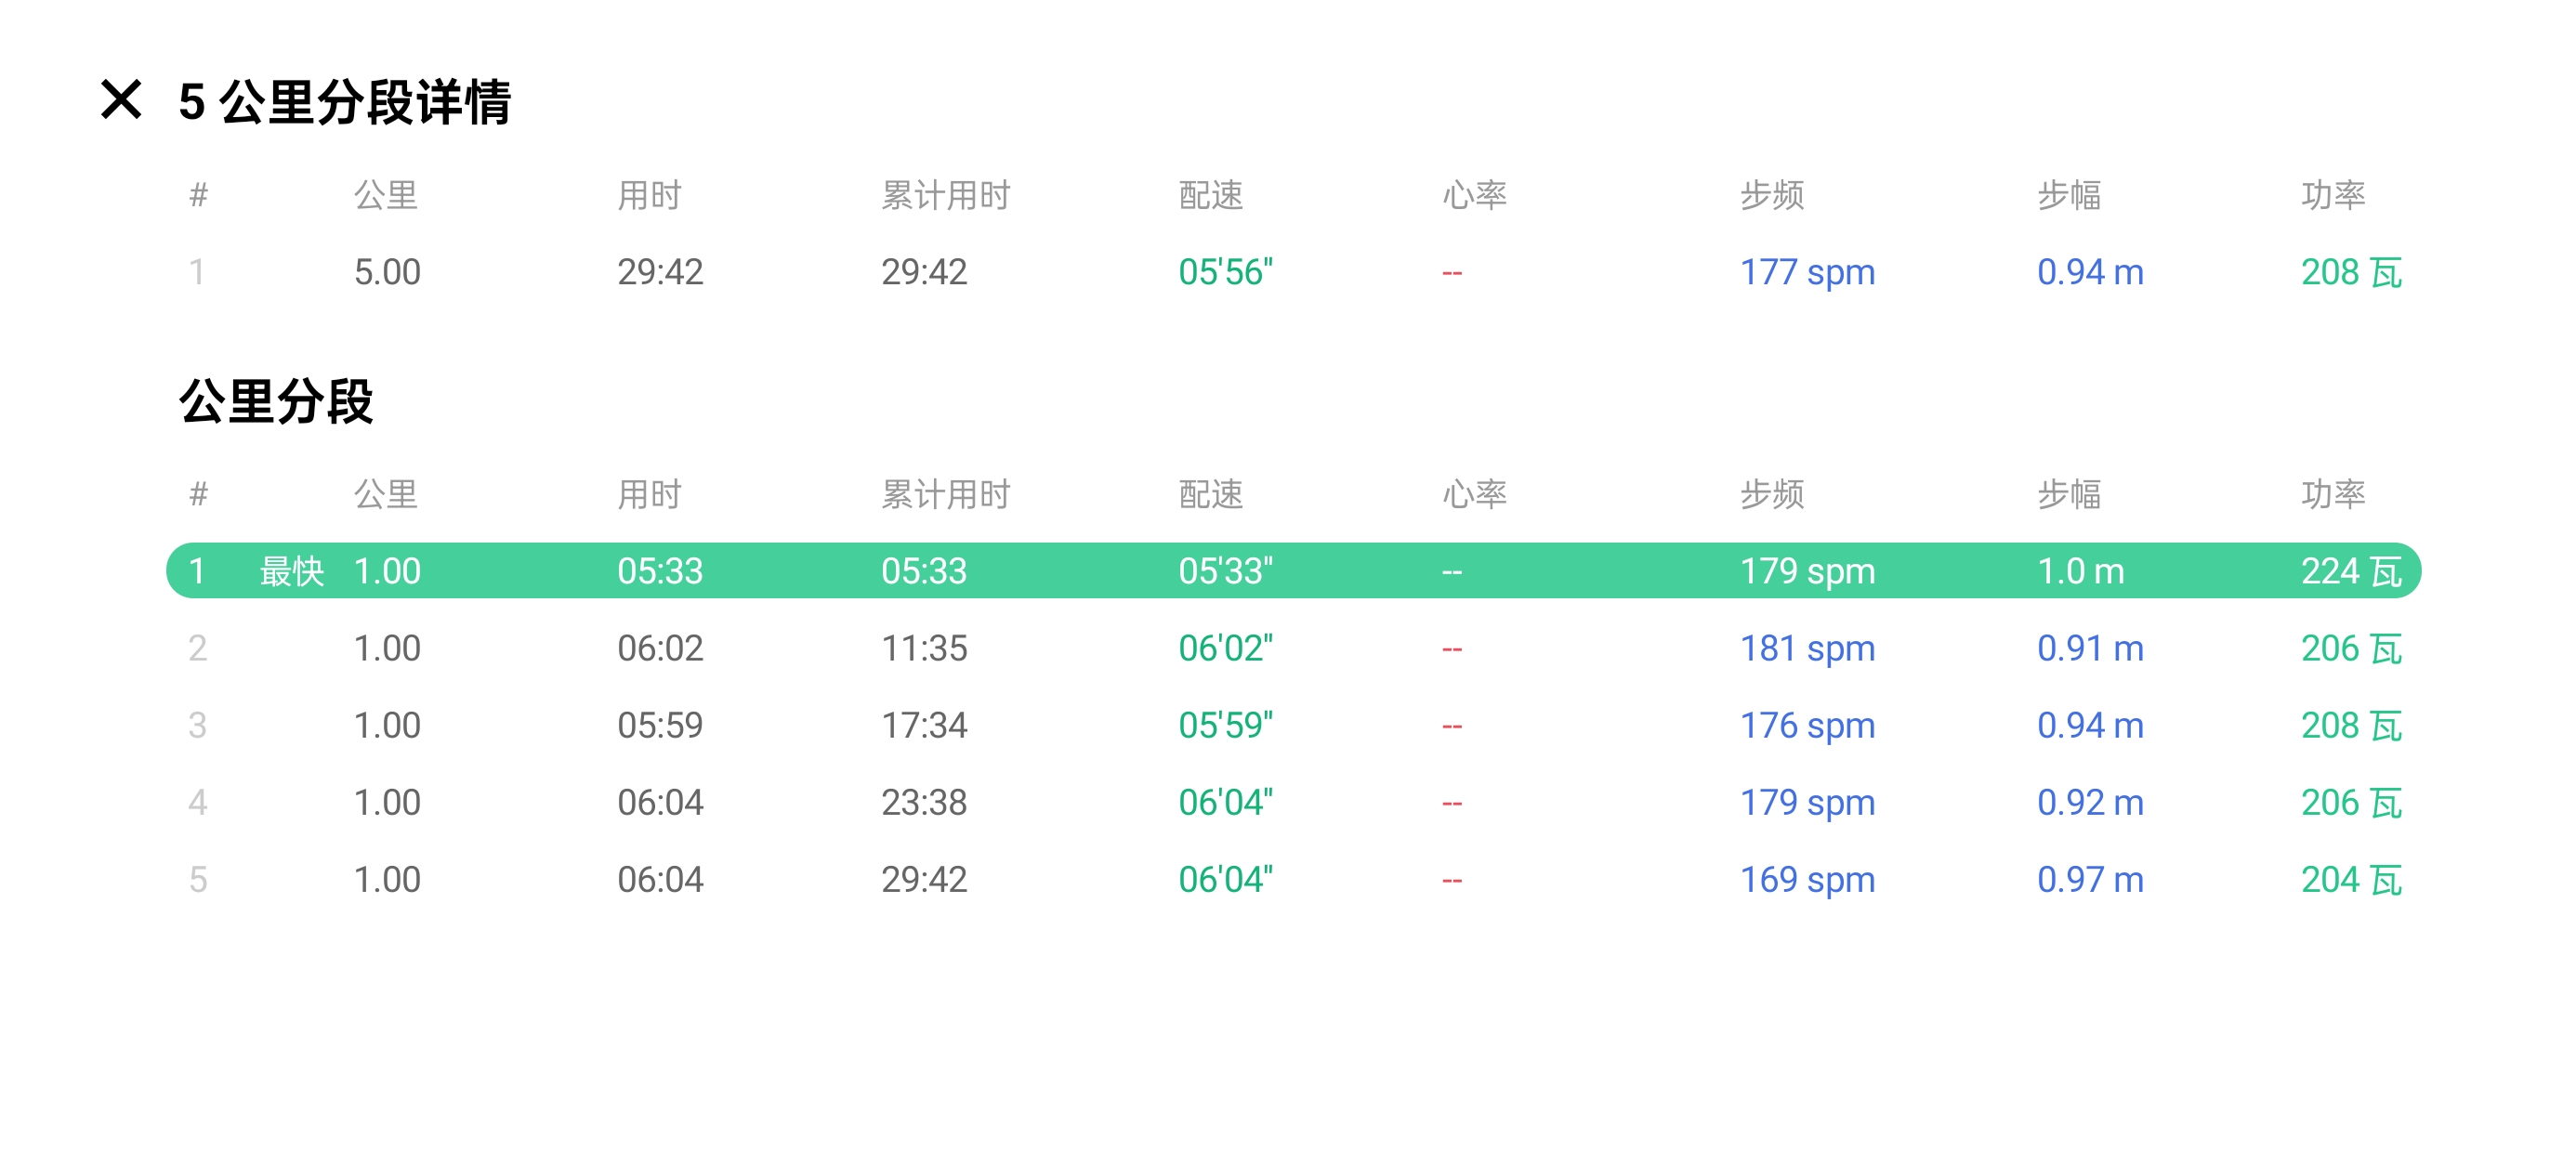 5 公里分段详情
# 公里 用时 累计用时 配速 心率 步频 步幅 功率
1 5.00 29:42 29:42 05'56" -- 177 spm 0.94 m 208 瓦
公里分段
# 公里 用时 累计用时 配速 心率 步频 步幅 功率
1 最快 1.00 05:33 05:33 05'33" -- 179 spm 1.0 m 224 瓦
2 1.00 06:02 11:35 06'02" -- 181 spm 0.91 m 206 瓦
3 1.00 05:59 17:34 05'59" -- 176 spm 0.94 m 208 瓦
4 1.00 06:04 23:38 06'04" -- 179 spm 0.92 m 206 瓦
5 1.00 06:04 29:42 06'04" -- 169 spm 0.97 m 204 瓦